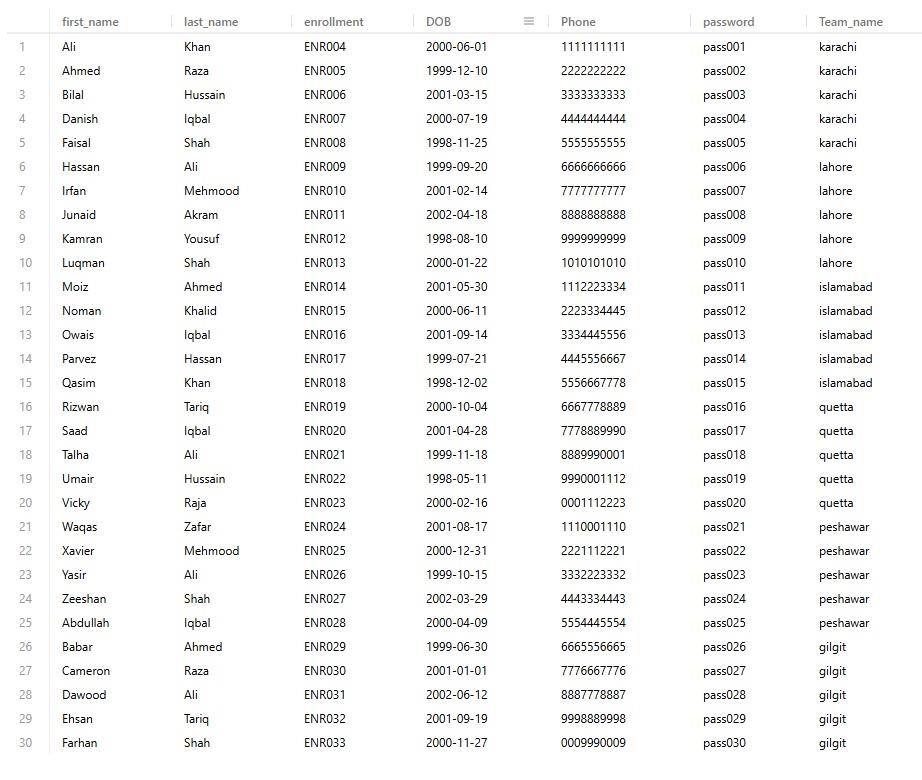 first_name last_name enrollment DOB Phone password Team_name
1 Ali Khan ENR004 2000-06-01 1111111111 pass001 karachi
2 Ahmed Raza ENR005 1999-12-10 2222222222 pass002 karachi
3 Bilal Hussain ENR006 2001-03-15 3333333333 pass003 karachi
4 Danish Iqbal ENR007 2000-07-19 4444444444 pass004 karachi
5 Faisal Shah ENR008 1998-11-25 5555555555 pass005 karachi
6 Hassan Ali ENR009 1999-09-20 6666666666 pass006 lahore
7 Irfan Mehmood ENR010 2001-02-14 7777777777 pass007 lahore
8 Junaid Akram ENR011 2002-04-18 8888888888 pass008 lahore
9 Kamran Yousuf ENR012 1998-08-10 9999999999 pass009 lahore
10 Luqman Shah ENR013 2000-01-22 1010101010 pass010 lahore
11 Moiz Ahmed ENR014 2001-05-30 1112223334 pass011 islamabad
12 Noman Khalid ENR015 2000-06-11 2223334445 pass012 islamabad
13 Owais Iqbal ENR016 2001-09-14 3334445556 pass013 islamabad
14 Parvez Hassan ENR017 1999-07-21 4445556667 pass014 islamabad
15 Qasim Khan ENR018 1998-12-02 5556667778 pass015 islamabad
16 Rizwan Tariq ENR019 2000-10-04 6667778889 pass016 quetta
17 Saad Iqbal ENR020 2001-04-28 7778889990 pass017 quetta
18 Talha Ali ENR021 1999-11-18 8889990001 pass018 quetta
19 Umair Hussain ENR022 1998-05-11 9990001112 pass019 quetta
20 Vicky Raja ENR023 2000-02-16 0001112223 pass020 quetta
21 Waqas Zafar ENR024 2001-08-17 1110001110 pass021 peshawar
22 Xavier Mehmood ENR025 2000-12-31 2221112221 pass022 peshawar
23 Yasir Ali ENR026 1999-10-15 3332223332 pass023 peshawar
24 Zeeshan Shah ENR027 2002-03-29 4443334443 pass024 peshawar
25 Abdullah Iqbal ENR028 2000-04-09 5554445554 pass025 peshawar
26 Babar Ahmed ENR029 1999-06-30 6665556665 pass026 gilgit
27 Cameron Raza ENR030 2001-01-01 7776667776 pass027 gilgit
28 Dawood Ali ENR031 2002-06-12 8887778887 pass028 gilgit
29 Ehsan Tariq ENR032 2001-09-19 9998889998 pass029 gilgit
30 Farhan Shah ENR033 2000-11-27 0009990009 pass030 gilgit